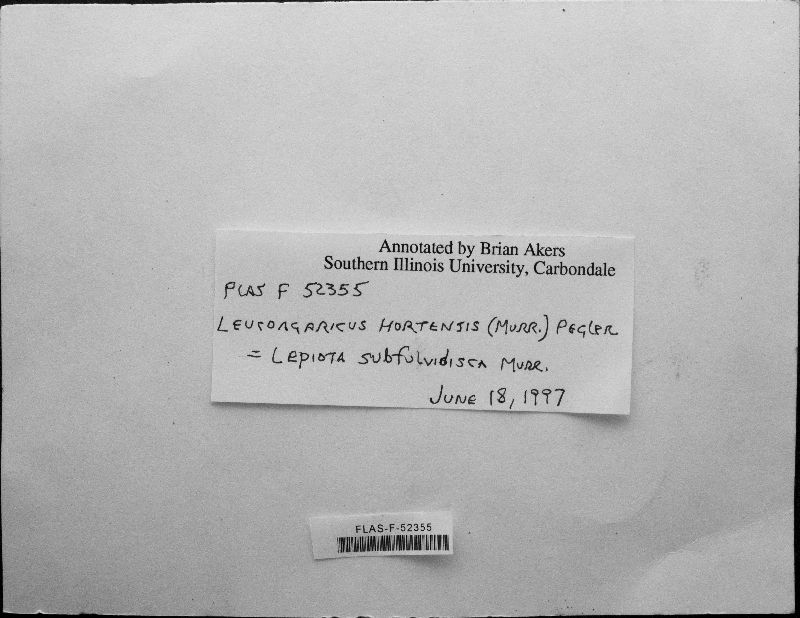 Annotated by Brian Akers
Southern Illinois University, Carbondale
FLAS F 52355
LEUCOAGARICUS HORTENSIS (MURR.) PEGLER
= LEPIOTA SUBFULVIDISCA MURR.
JUNE 18, 1997
FLAS-F-52355